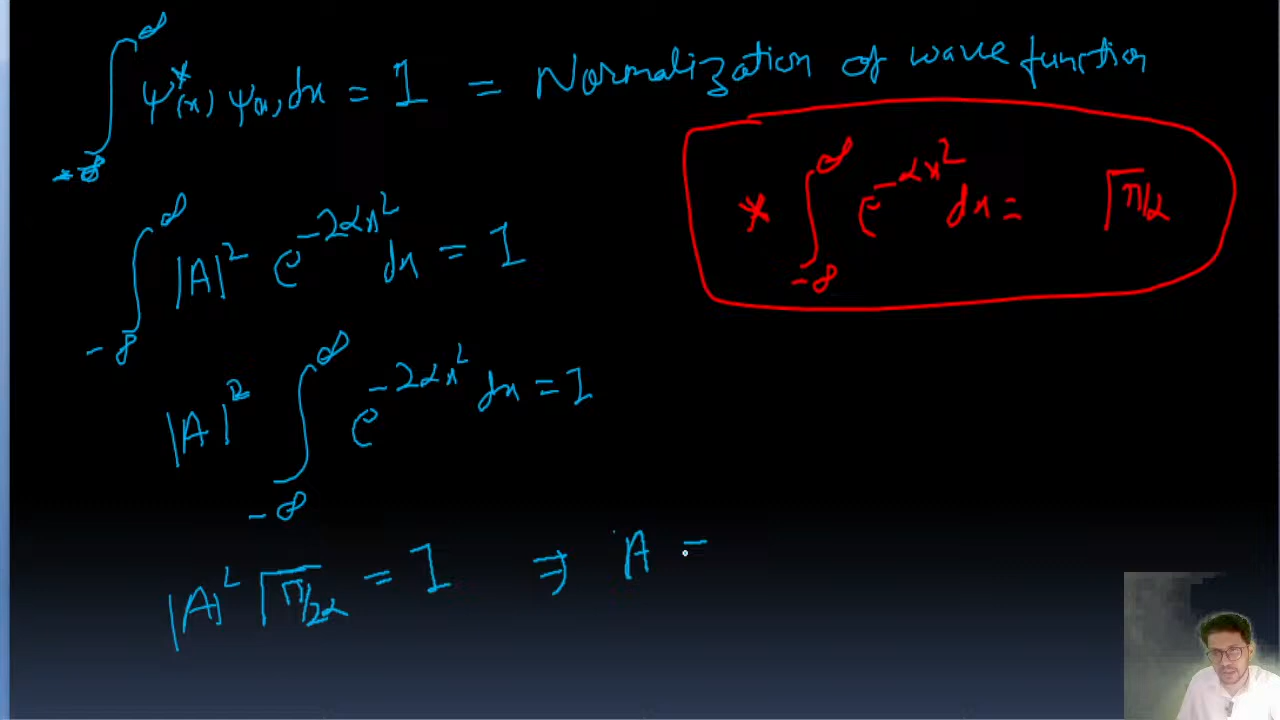 ∫_{-∞}^{∞} ψ*(x) ψ(x) dx = 1 = Normalization of wave function
* ∫_{-∞}^{∞} e^{-αx²} dx = √π/α
∫_{-∞}^{∞} |A|² e^{-2αx²} dx = 1
|A|² ∫_{-∞}^{∞} e^{-2αx²} dx = 1
|A|² √π/2α = 1 ⇒ A =